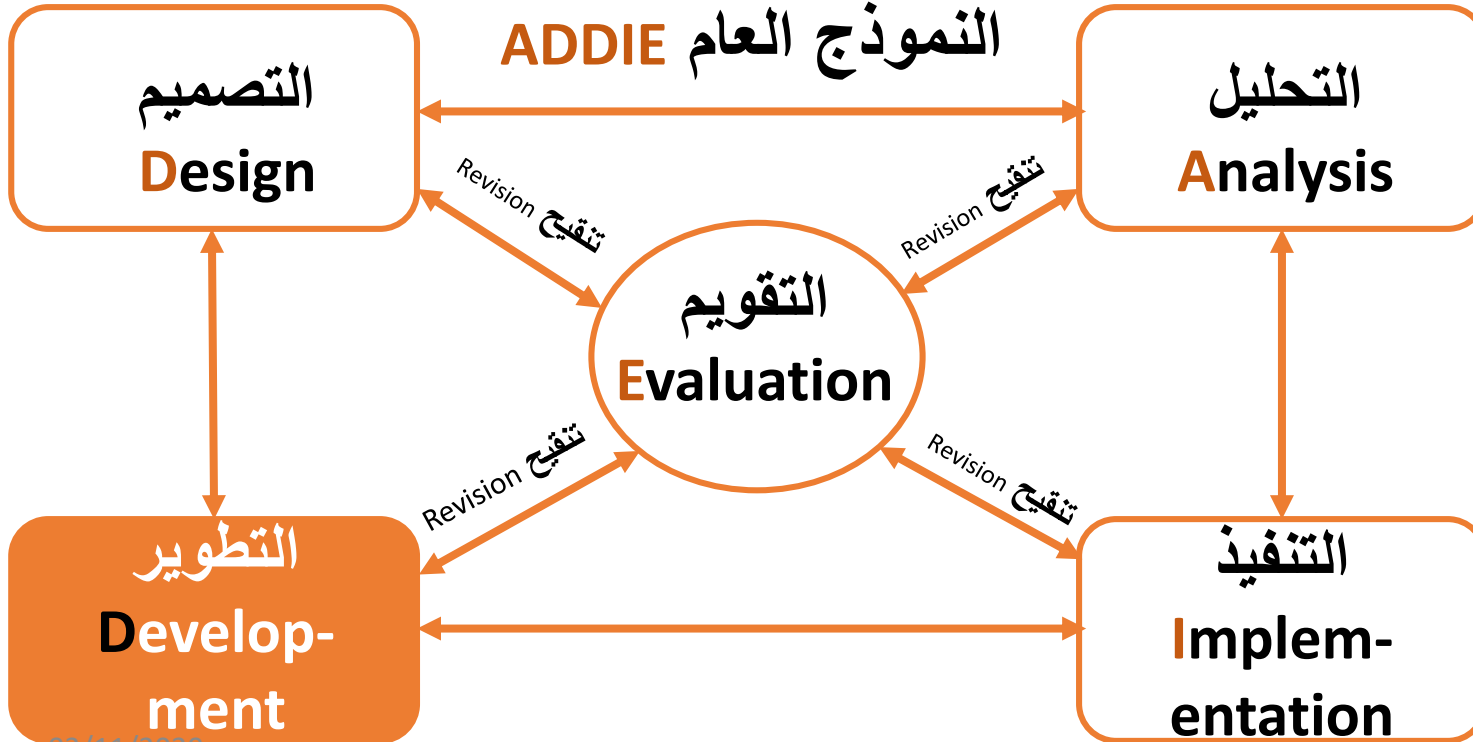 النموذج العام ADDIE
التحليل
Analysis
التصميم
Design
تنقيح Revision
تنقيح Revision
التقويم
Evaluation
تنقيح Revision
تنقيح Revision
التطوير
Develop-
ment
التنفيذ
Implem-
entation